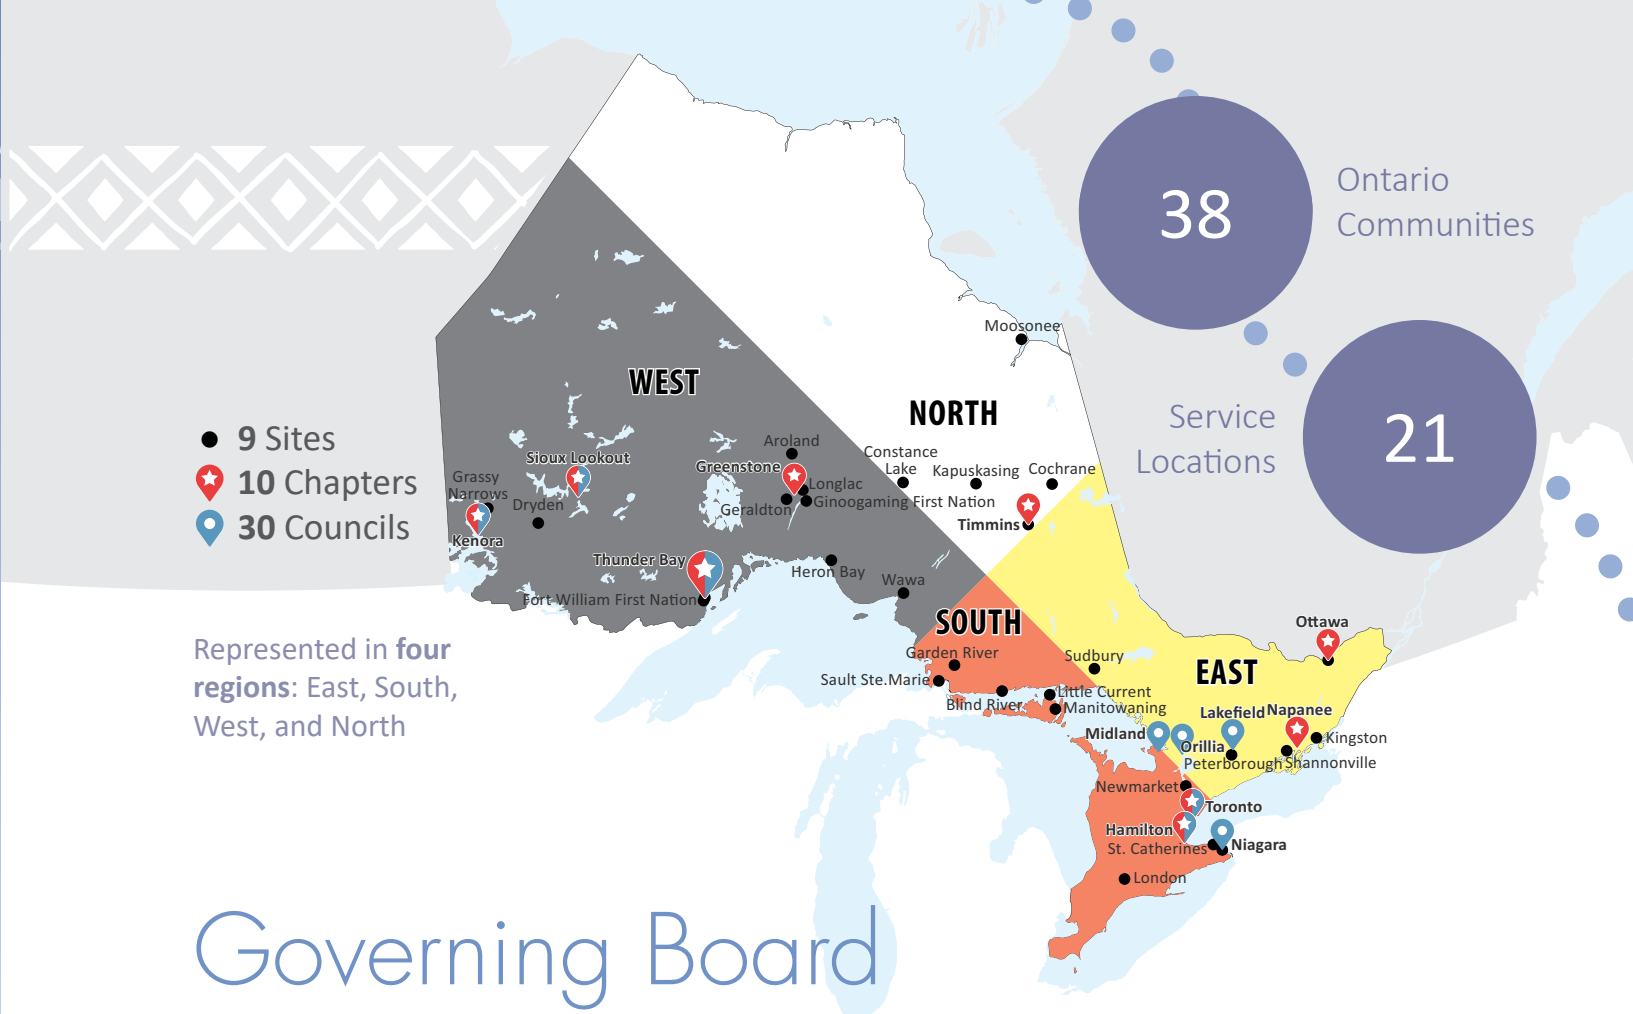 38
Ontario
Communities
Service
Locations
21
9 Sites
10 Chapters
30 Councils
Represented in four
regions: East, South,
West, and North
WEST
NORTH
SOUTH
EAST
Moosonee
Constance
Lake
Kapuskasing
Cochrane
Timmins
Aroland
Greenstone
Longlac
Geraldton
Ginoogaming First Nation
Sioux Lookout
Grassy
Narrows
Dryden
Kenora
Thunder Bay
Fort William First Nation
Heron Bay
Wawa
Garden River
Sault Ste.Marie
Blind River
Sudbury
Little Current
Manitowaning
Ottawa
Midland
Orillia
Lakefield
Napanee
Kingston
Peterborough
Shannonville
Newmarket
Toronto
Hamilton
St. Catherines
Niagara
London
Governing Board